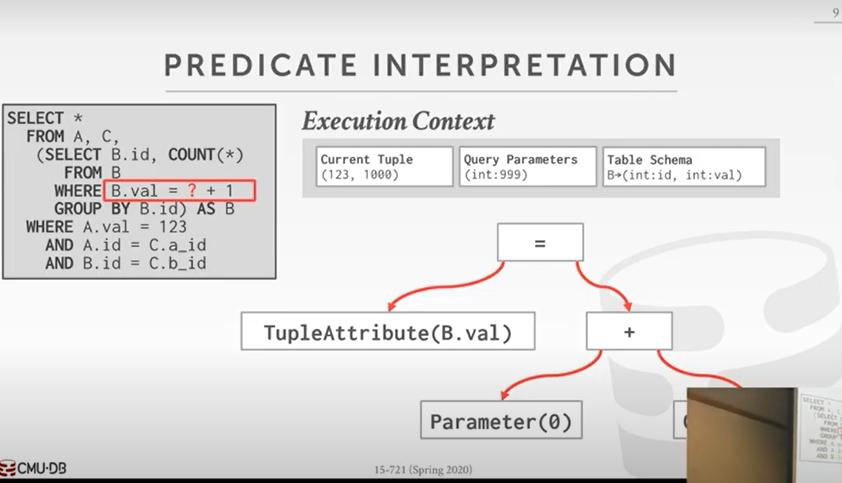 9
PREDICATE INTERPRETATION
SELECT *
FROM A, C,
(SELECT B.id, COUNT(*)
FROM B
WHERE B.val = ? + 1
GROUP BY B.id) AS B
WHERE A.val = 123
AND A.id = C.a_id
AND B.id = C.b_id
Execution Context
Current Tuple
(123, 1000)
Query Parameters
(int:999)
Table Schema
B→(int:id, int:val)
=
TupleAttribute(B.val)
+
Parameter(0)
CMU·DB
15-721 (Spring 2020)